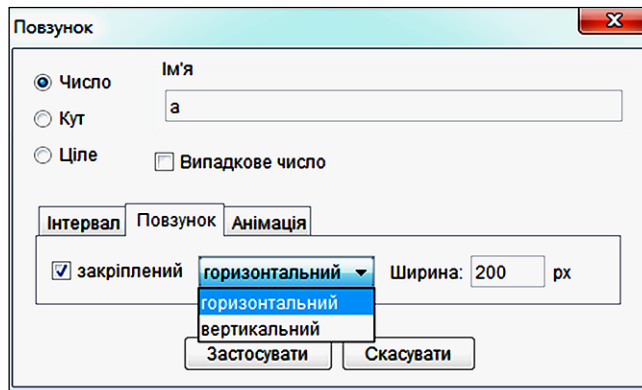 Повзунок
Число
Ім'я
а
Кут
Ціле
Випадкове число
Інтервал Повзунок Анімація
закріплений горизонтальний Ширина: 200 px
горизонтальний
вертикальний
Застосувати Скасувати